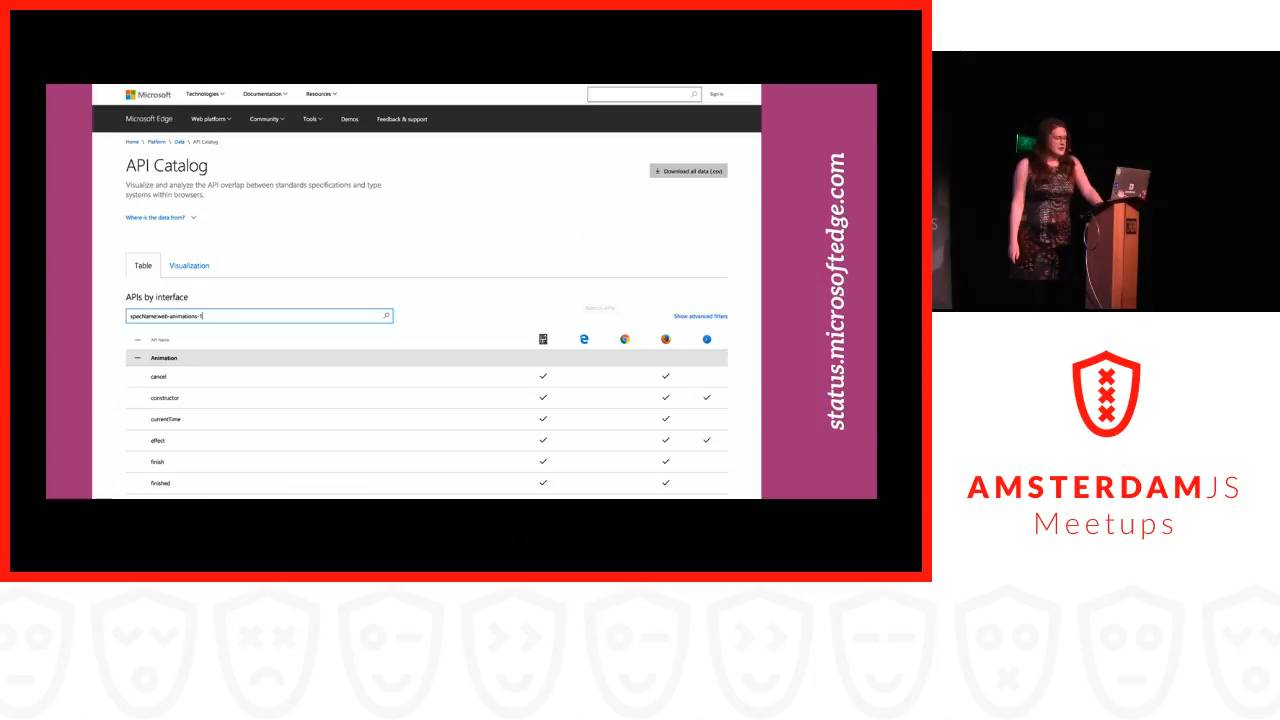 Microsoft
Technologies
Documentation
Resources
Sign in
Microsoft Edge
Web platform
Community
Tools
Demos
Feedback & support
Home \ Platform \ Data \ API Catalog
API Catalog
Download all data (.csv)
Visualize and analyze the API overlap between standards specifications and type
systems within browsers.
Where is the data from?
Table
Visualization
APIs by interface
Search APIs
specName:web-animations-1
Show advanced filters
API Name
Animation
cancel
constructor
currentTime
effect
finish
finished
status.microsoftedge.com
AMSTERDAMJS
Meetups